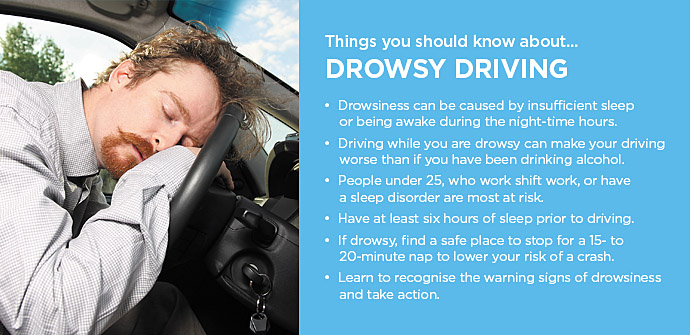 Things you should know about...
DROWSY DRIVING
• Drowsiness can be caused by insufficient sleep
or being awake during the night-time hours.
• Driving while you are drowsy can make your driving
worse than if you have been drinking alcohol.
• People under 25, who work shift work, or have
a sleep disorder are most at risk.
• Have at least six hours of sleep prior to driving.
• If drowsy, find a safe place to stop for a 15- to
20-minute nap to lower your risk of a crash.
• Learn to recognise the warning signs of drowsiness
and take action.